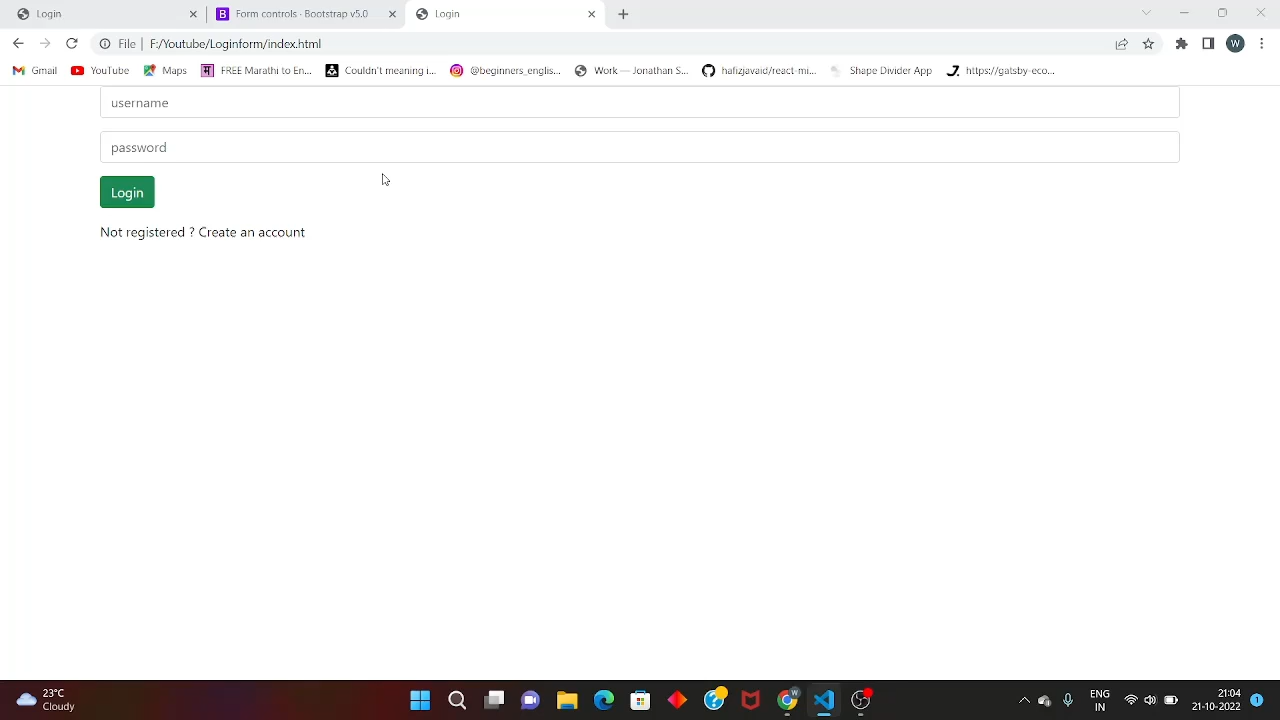 Login
Form controls · Bootstrap v5.0
Login
File | F:/Youtube/Loginform/index.html
W
Gmail
YouTube
Maps
FREE Marathi to En...
Couldn't meaning i...
@beginners_englis...
Work — Jonathan S...
hafizjavaid/react-mi...
Shape Divider App
https://gatsby-eco...
username
password
Login
Not registered ? Create an account
23°C
Cloudy
W
ENG
IN
21:04
21-10-2022
1